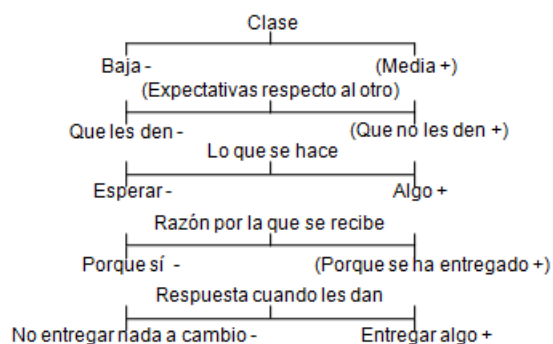 Clase
Baja - (Media +)
(Expectativas respecto al otro)
Que les den - (Que no les den +)
Lo que se hace
Esperar - Algo +
Razón por la que se recibe
Porque sí - (Porque se ha entregado +)
Respuesta cuando les dan
No entregar nada a cambio - Entregar algo +